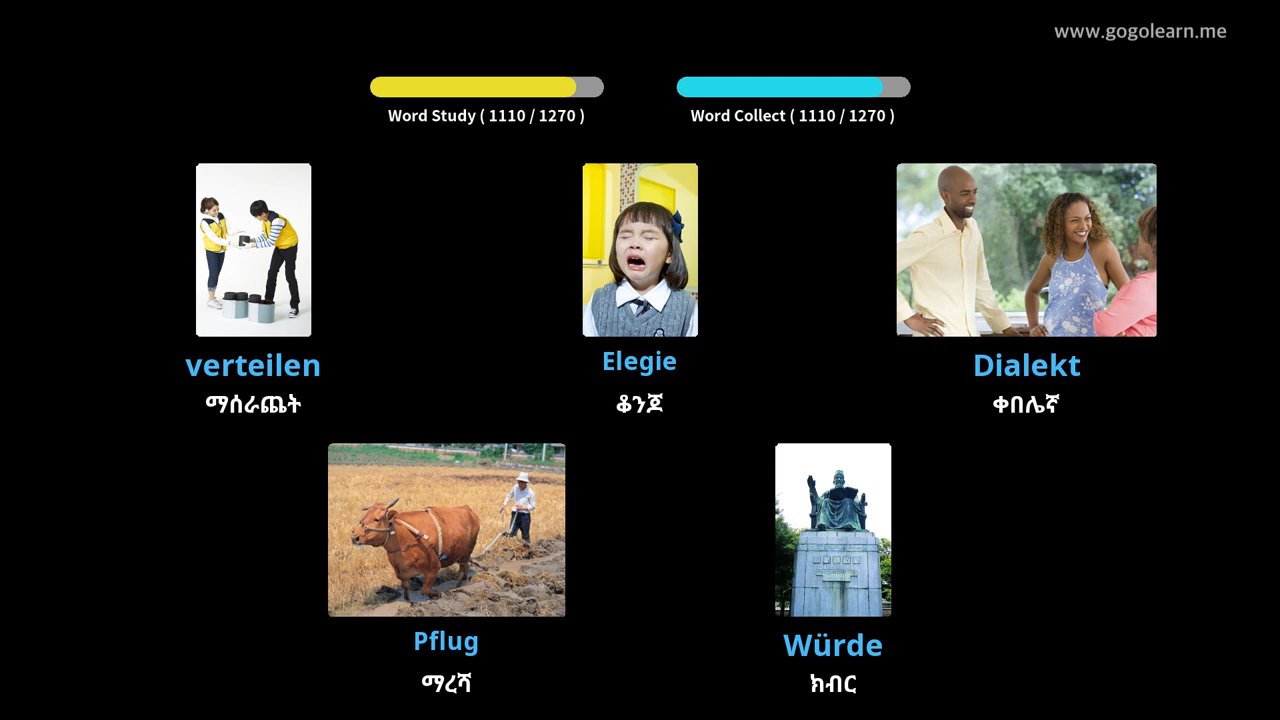 www.gogolearn.me
Word Study ( 1110 / 1270 )
Word Collect ( 1110 / 1270 )
verteilen
ማሰራጨት
Elegie
ቆንጆ
Dialekt
ቀበሌኛ
Pflug
ማረሻ
Würde
ክብር